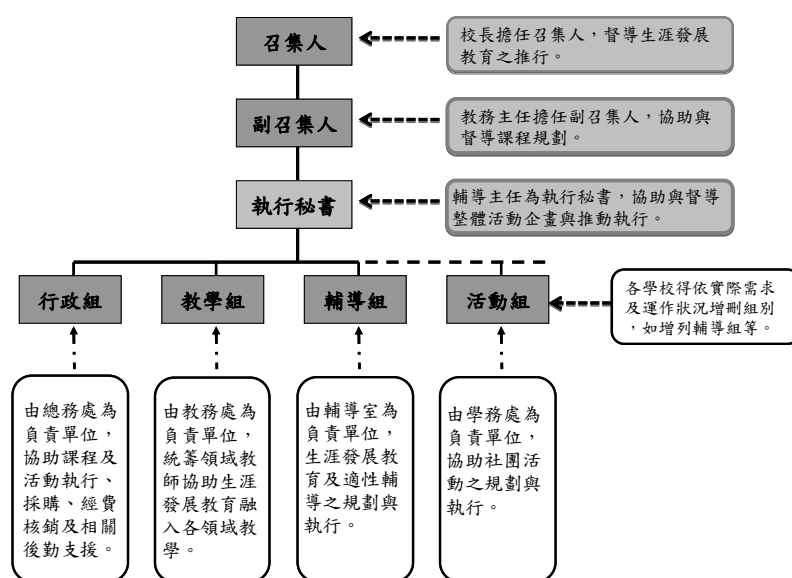 召集人
校長擔任召集人，督導生涯發展
教育之推行。
副召集人
教務主任擔任副召集人，協助與
督導課程規劃。
執行秘書
輔導主任為執行秘書，協助與督導
整體活動企畫與推動執行。
行政組
教學組
輔導組
活動組
各學校得依實際需求
及運作狀況增刪組別
，如增列輔導組等。
由總務處為
負責單位，
協助課程及
活動執行、
採購、經費
核銷及相關
後勤支援。
由教務處為
負責單位，
統籌領域教
師協助生涯
發展教育融
入各領域教
學。
由輔導室為
負責單位，
生涯發展教
育及適性輔
導之規劃與
執行。
由學務處為
負責單位，
協助社團活
動之規劃與
執行。